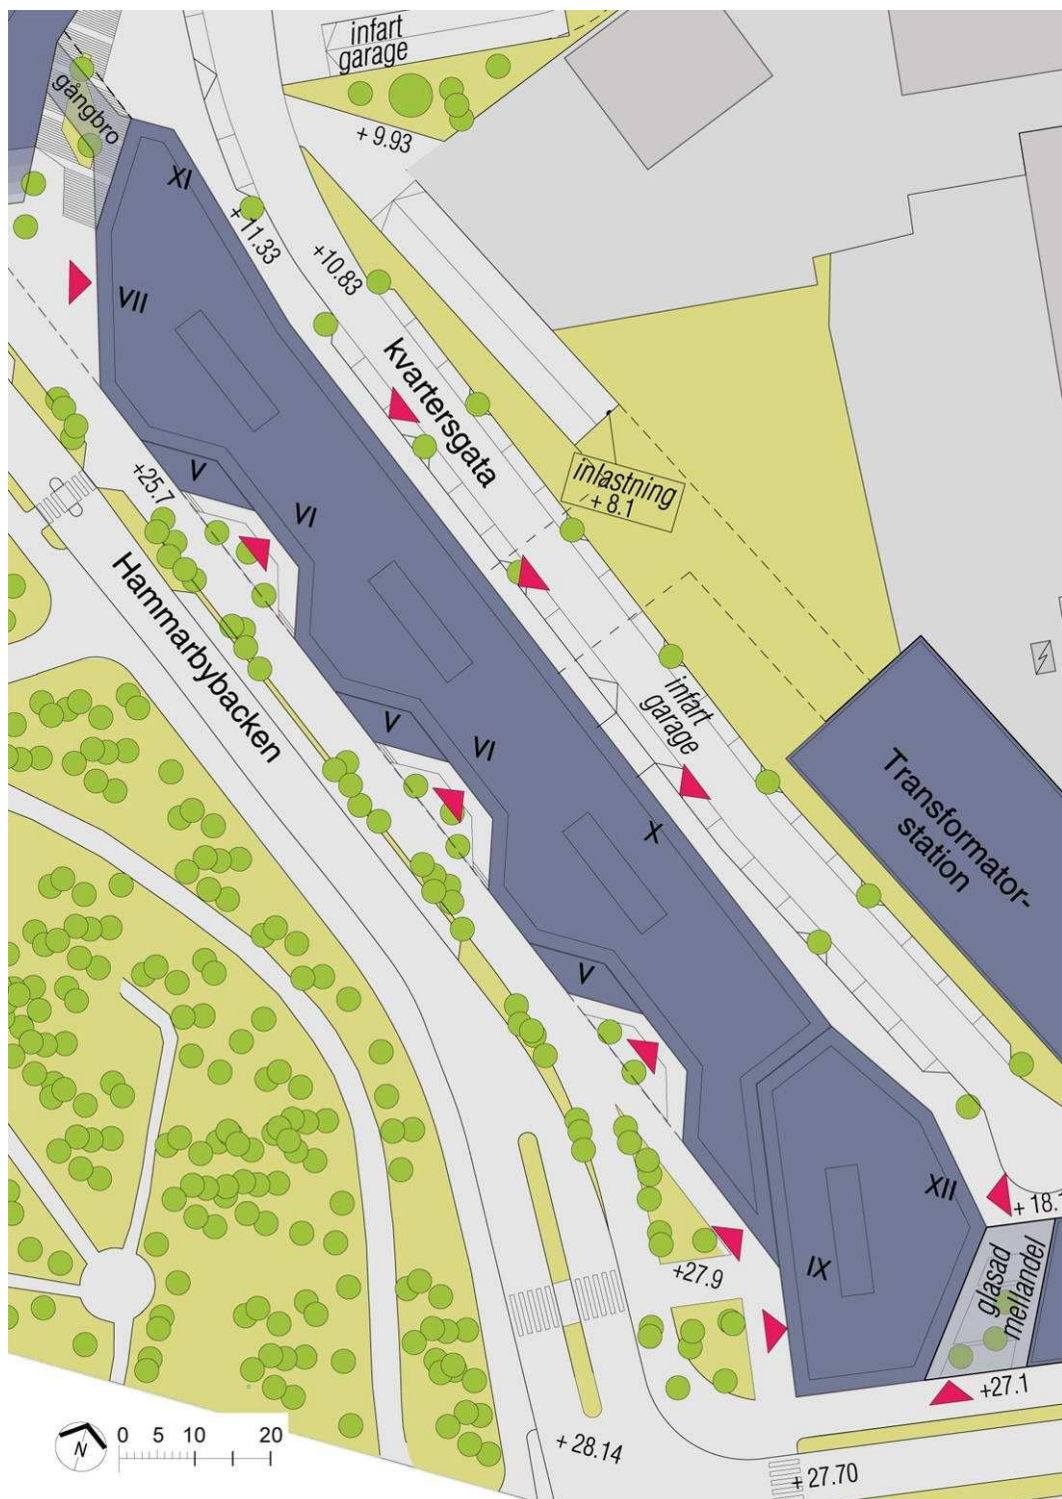 infart
garage
gångbro
+ 9.93
XI
+11.33
+10.83
VII
kvartersgata
V
+25.7
inlastning
+ 8.1
VI
Hammarbybacken
infart
garage
V
VI
Transformator-
station
X
V
XII
+ 18.1
IX
+27.9
glasad
mellandel
+27.1
N
0 5 10 20
+ 28.14
+ 27.70